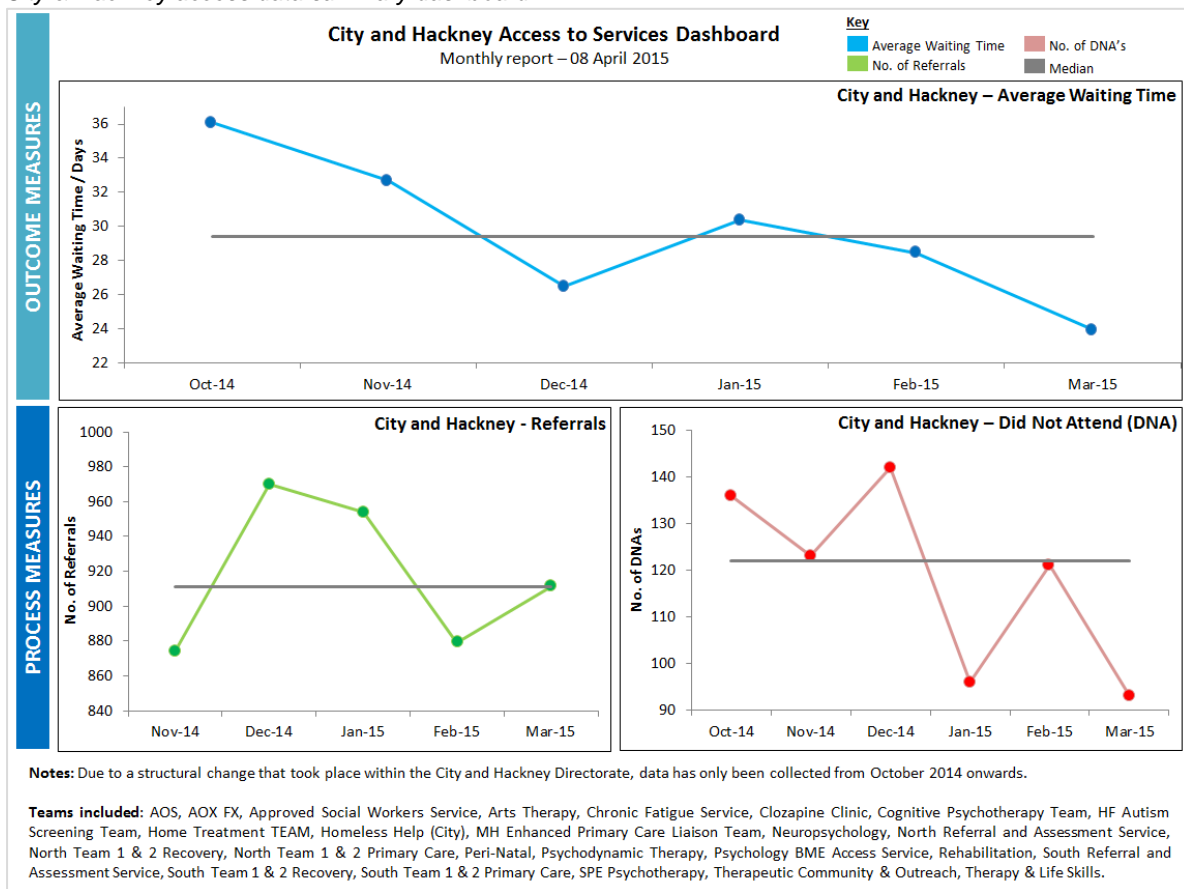 City and Hackney Access to Services Dashboard
Monthly report – 08 April 2015
Key
Average Waiting Time
No. of DNA's
No. of Referrals
Median
OUTCOME MEASURES
City and Hackney – Average Waiting Time
Average Waiting Time / Days
36
34
32
30
28
26
24
22
Oct-14
Nov-14
Dec-14
Jan-15
Feb-15
Mar-15
PROCESS MEASURES
City and Hackney - Referrals
No. of Referrals
1000
980
960
940
920
900
880
860
840
Nov-14
Dec-14
Jan-15
Feb-15
Mar-15
City and Hackney – Did Not Attend (DNA)
No. of DNAs
150
140
130
120
110
100
90
Oct-14
Nov-14
Dec-14
Jan-15
Feb-15
Mar-15
Notes: Due to a structural change that took place within the City and Hackney Directorate, data has only been collected from October 2014 onwards.
Teams included: AOS, AOX FX, Approved Social Workers Service, Arts Therapy, Chronic Fatigue Service, Clozapine Clinic, Cognitive Psychotherapy Team, HF Autism
Screening Team, Home Treatment TEAM, Homeless Help (City), MH Enhanced Primary Care Liaison Team, Neuropsychology, North Referral and Assessment Service,
North Team 1 & 2 Recovery, North Team 1 & 2 Primary Care, Peri-Natal, Psychodynamic Therapy, Psychology BME Access Service, Rehabilitation, South Referral and
Assessment Service, South Team 1 & 2 Recovery, South Team 1 & 2 Primary Care, SPE Psychotherapy, Therapeutic Community & Outreach, Therapy & Life Skills.